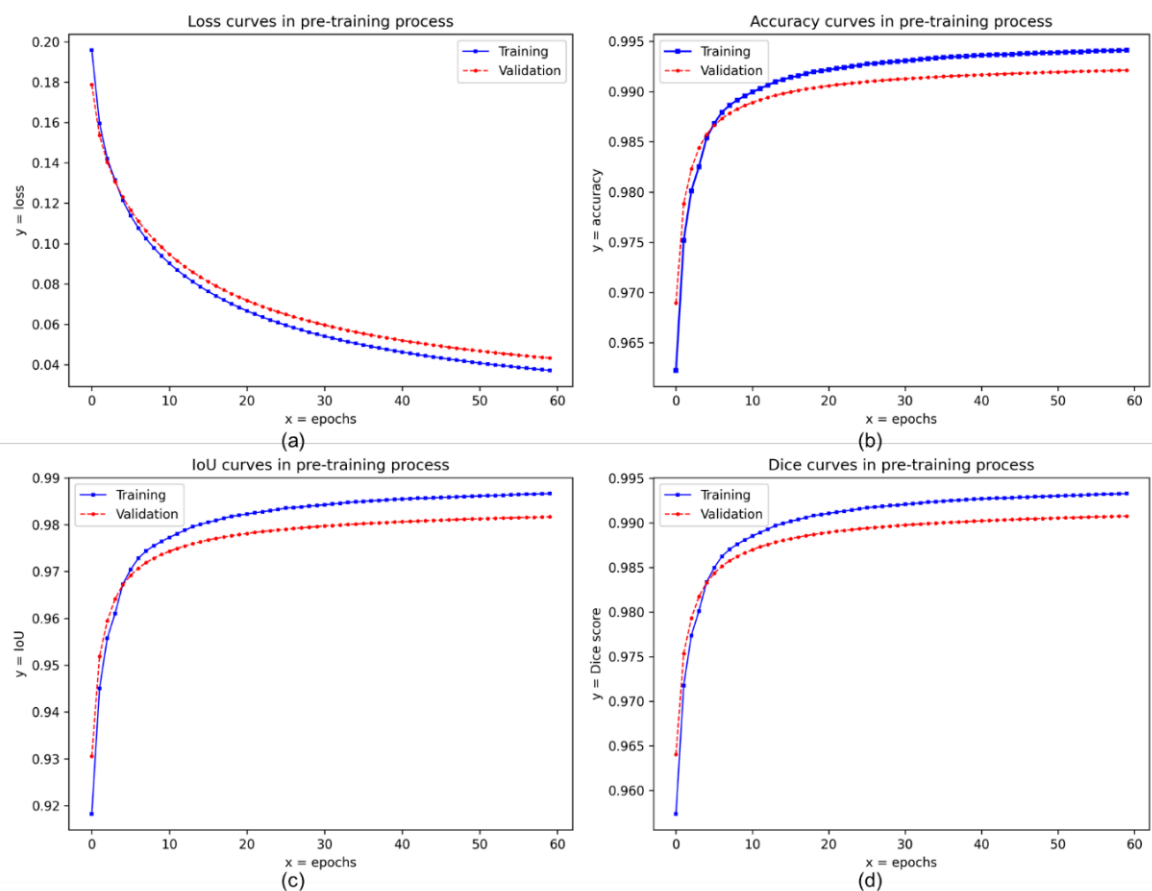 Loss curves in pre-training process
0.20
0.18
0.16
0.14
0.12
0.10
0.08
0.06
0.04
y = loss
Training
Validation
0 10 20 30 40 50 60
x = epochs
(a)
Accuracy curves in pre-training process
0.995
0.990
0.985
0.980
0.975
0.970
0.965
y = accuracy
Training
Validation
0 10 20 30 40 50 60
x = epochs
(b)
IoU curves in pre-training process
0.99
0.98
0.97
0.96
0.95
0.94
0.93
0.92
y = IoU
Training
Validation
0 10 20 30 40 50 60
x = epochs
(c)
Dice curves in pre-training process
0.995
0.990
0.985
0.980
0.975
0.970
0.965
0.960
y = Dice score
Training
Validation
0 10 20 30 40 50 60
x = epochs
(d)